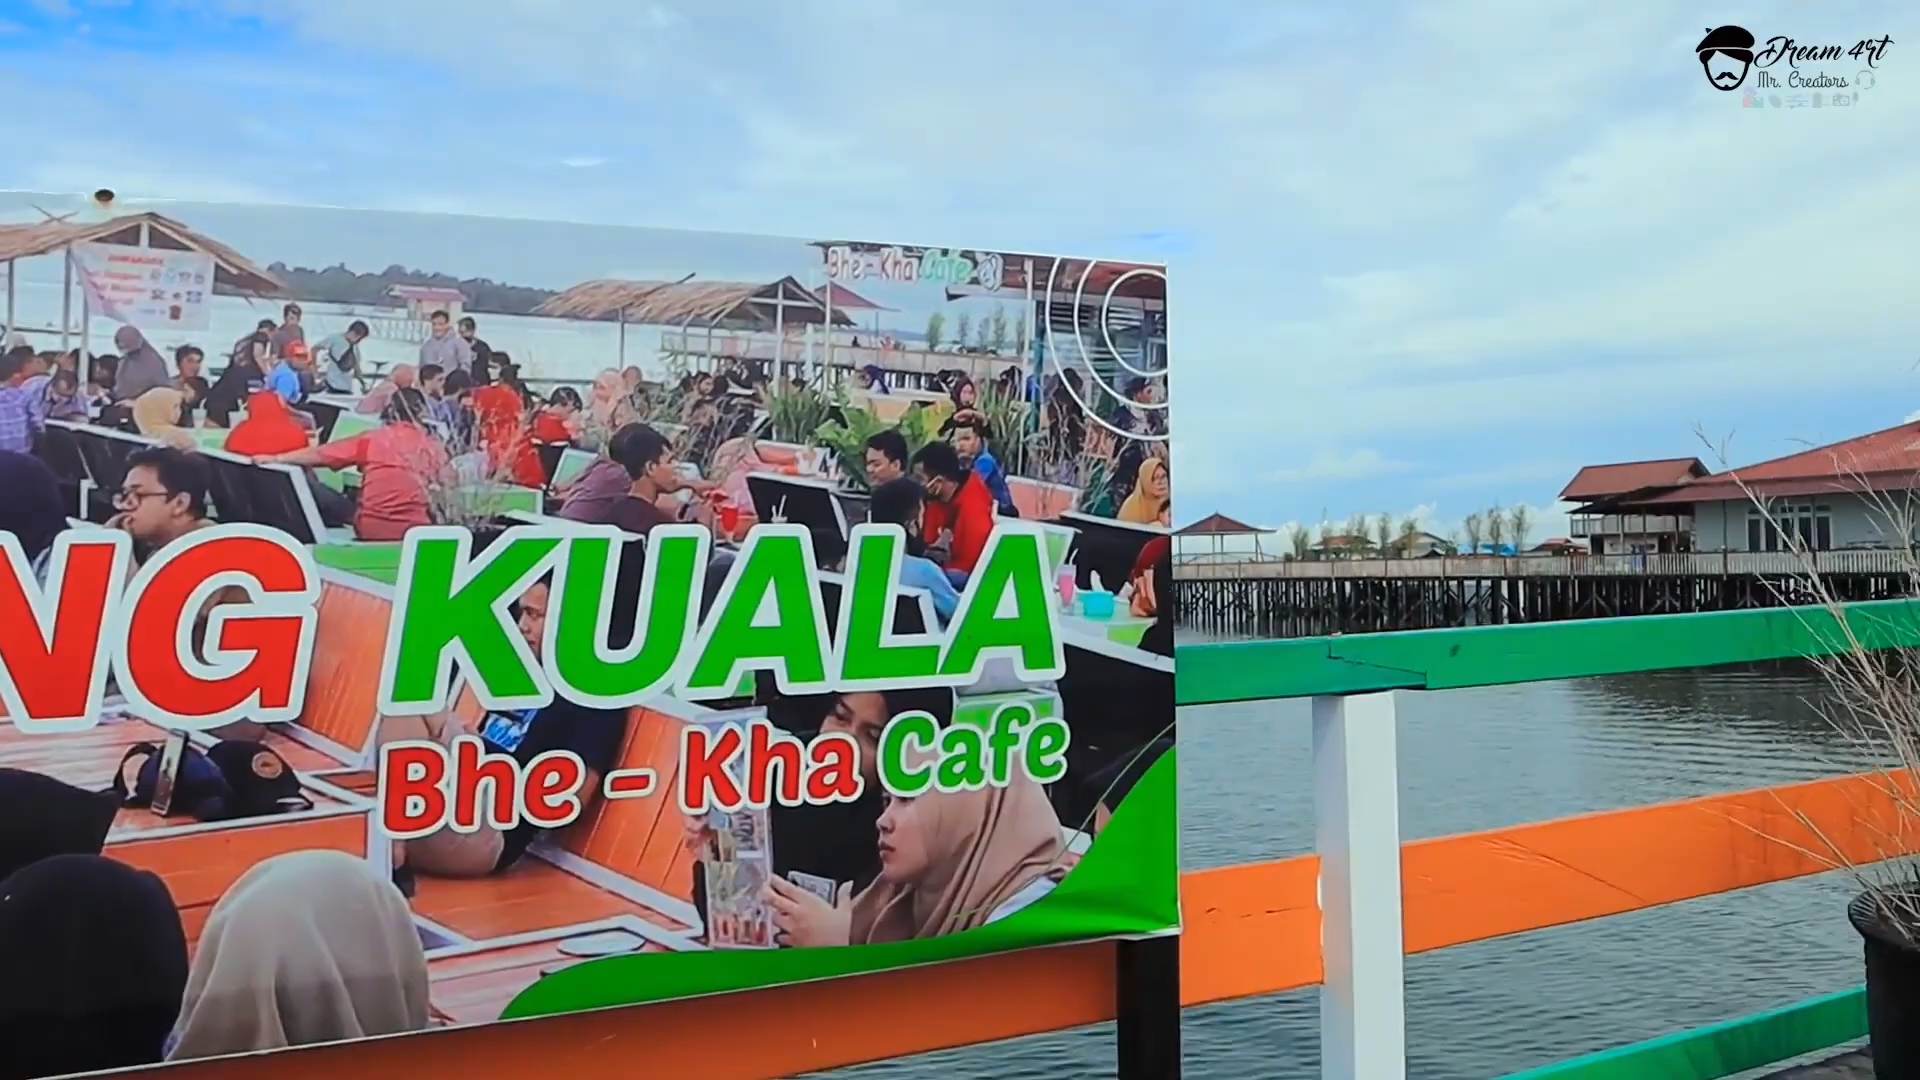 Dream 4rt
Mr. Creators
Bhe - Kha Cafe
NG KUALA
Bhe - Kha Cafe